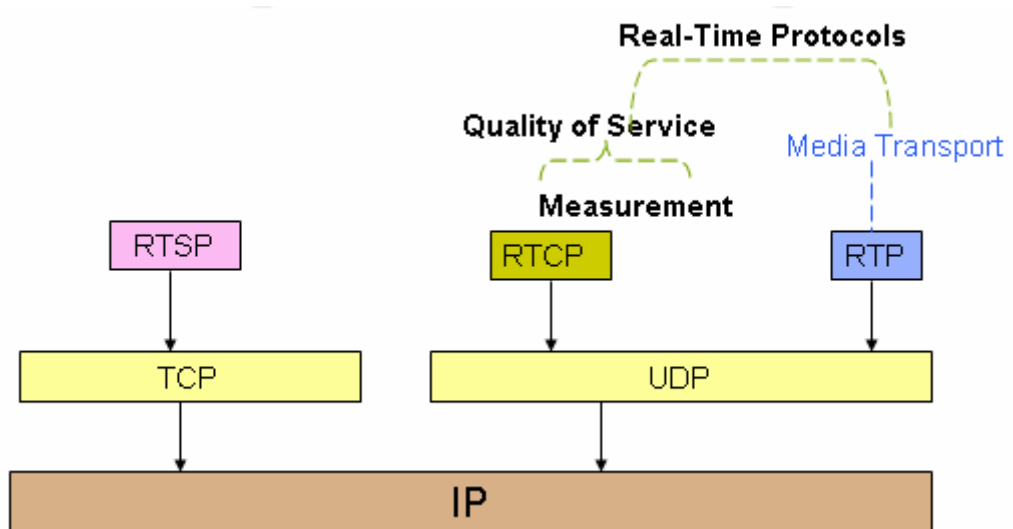 Real-Time Protocols
Quality of Service
Media Transport
Measurement
RTSP
RTCP
RTP
TCP
UDP
IP